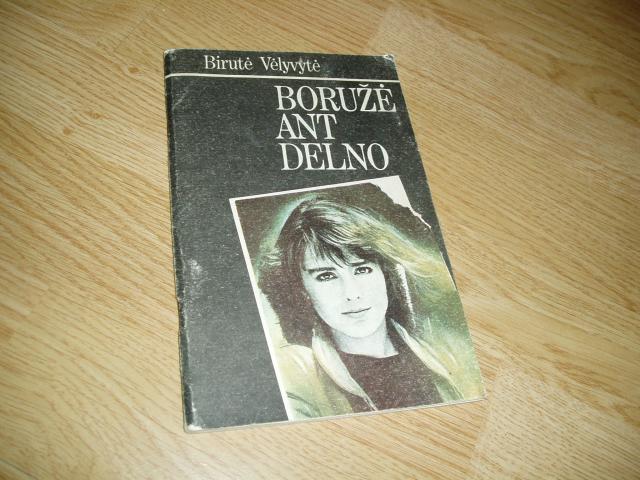 Birutė Vėlyvytė
BORUŽĖ
ANT
DELNO